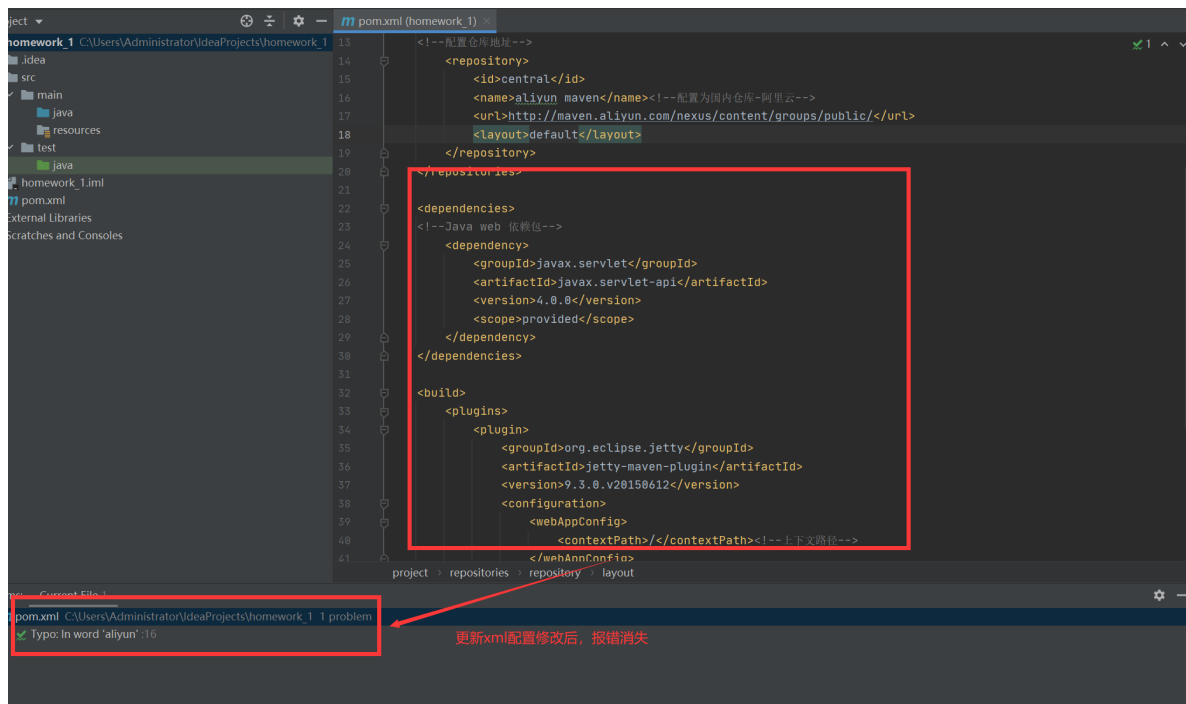 ject
pom.xml (homework_1)
homework_1 C:\Users\Administrator\IdeaProjects\homework_1
.idea
src
main
java
resources
test
java
homework_1.iml
pom.xml
External Libraries
Scratches and Consoles
13 <!--配置仓库地址-->
14 <repository>
15 <id>central</id>
16 <name>aliyun maven</name><!--配置为国内仓库-阿里云-->
17 <url>http://maven.aliyun.com/nexus/content/groups/public/</url>
18 <layout>default</layout>
19 </repository>
20 </repositories>
21
22 <dependencies>
23 <!--Java web 依赖包-->
24 <dependency>
25 <groupId>javax.servlet</groupId>
26 <artifactId>javax.servlet-api</artifactId>
27 <version>4.0.0</version>
28 <scope>provided</scope>
29 </dependency>
30 </dependencies>
31
32 <build>
33 <plugins>
34 <plugin>
35 <groupId>org.eclipse.jetty</groupId>
36 <artifactId>jetty-maven-plugin</artifactId>
37 <version>9.3.0.v20150612</version>
38 <configuration>
39 <webAppConfig>
40 <contextPath>/</contextPath><!--上下文路径-->
41 </webAppConfig>
1
project › repositories › repository › layout
Current File 1
pom.xml C:\Users\Administrator\IdeaProjects\homework_1 1 problem
Typo: In word 'aliyun' :16
更新xml配置修改后，报错消失